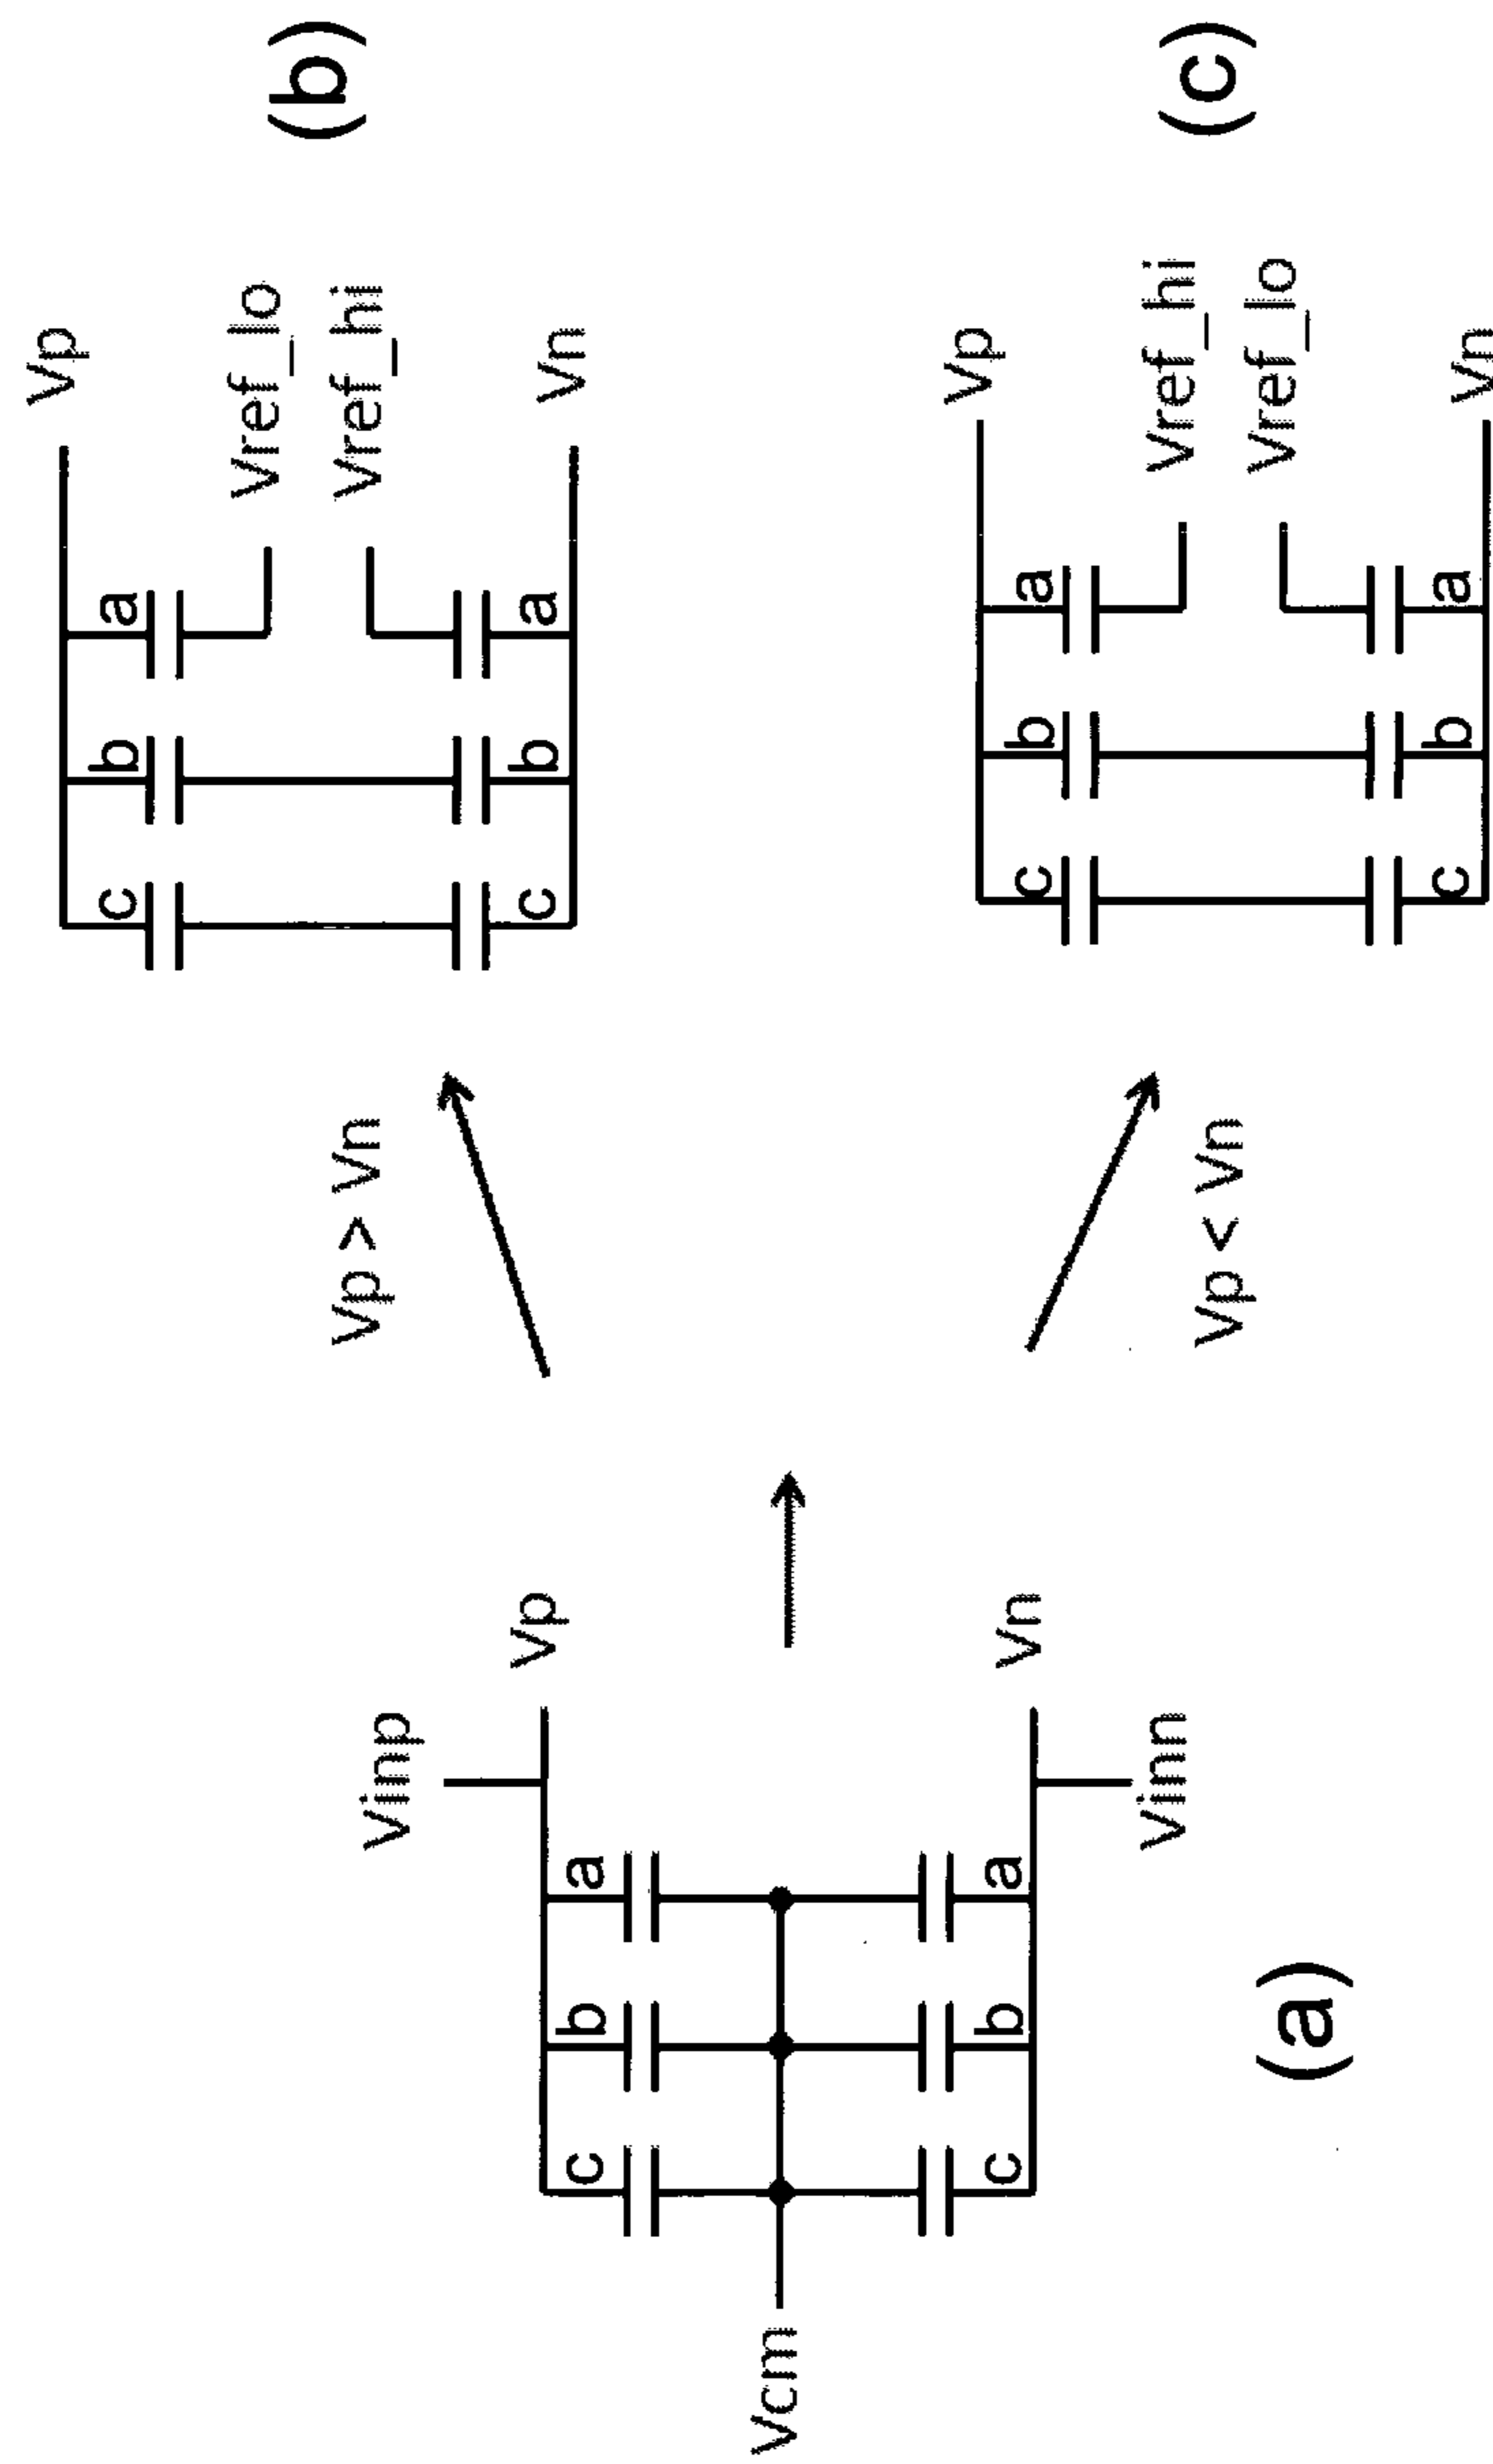 Vinp
Vp
c b a
Vcm
c b a
Vn
Vinn
(a)
Vp > Vn
Vp < Vn
Vp
c b a
Vref_lo
Vref_hi
c b a
Vn
(b)
Vp
c b a
Vref_hi
Vref_lo
c b a
Vn
(c)